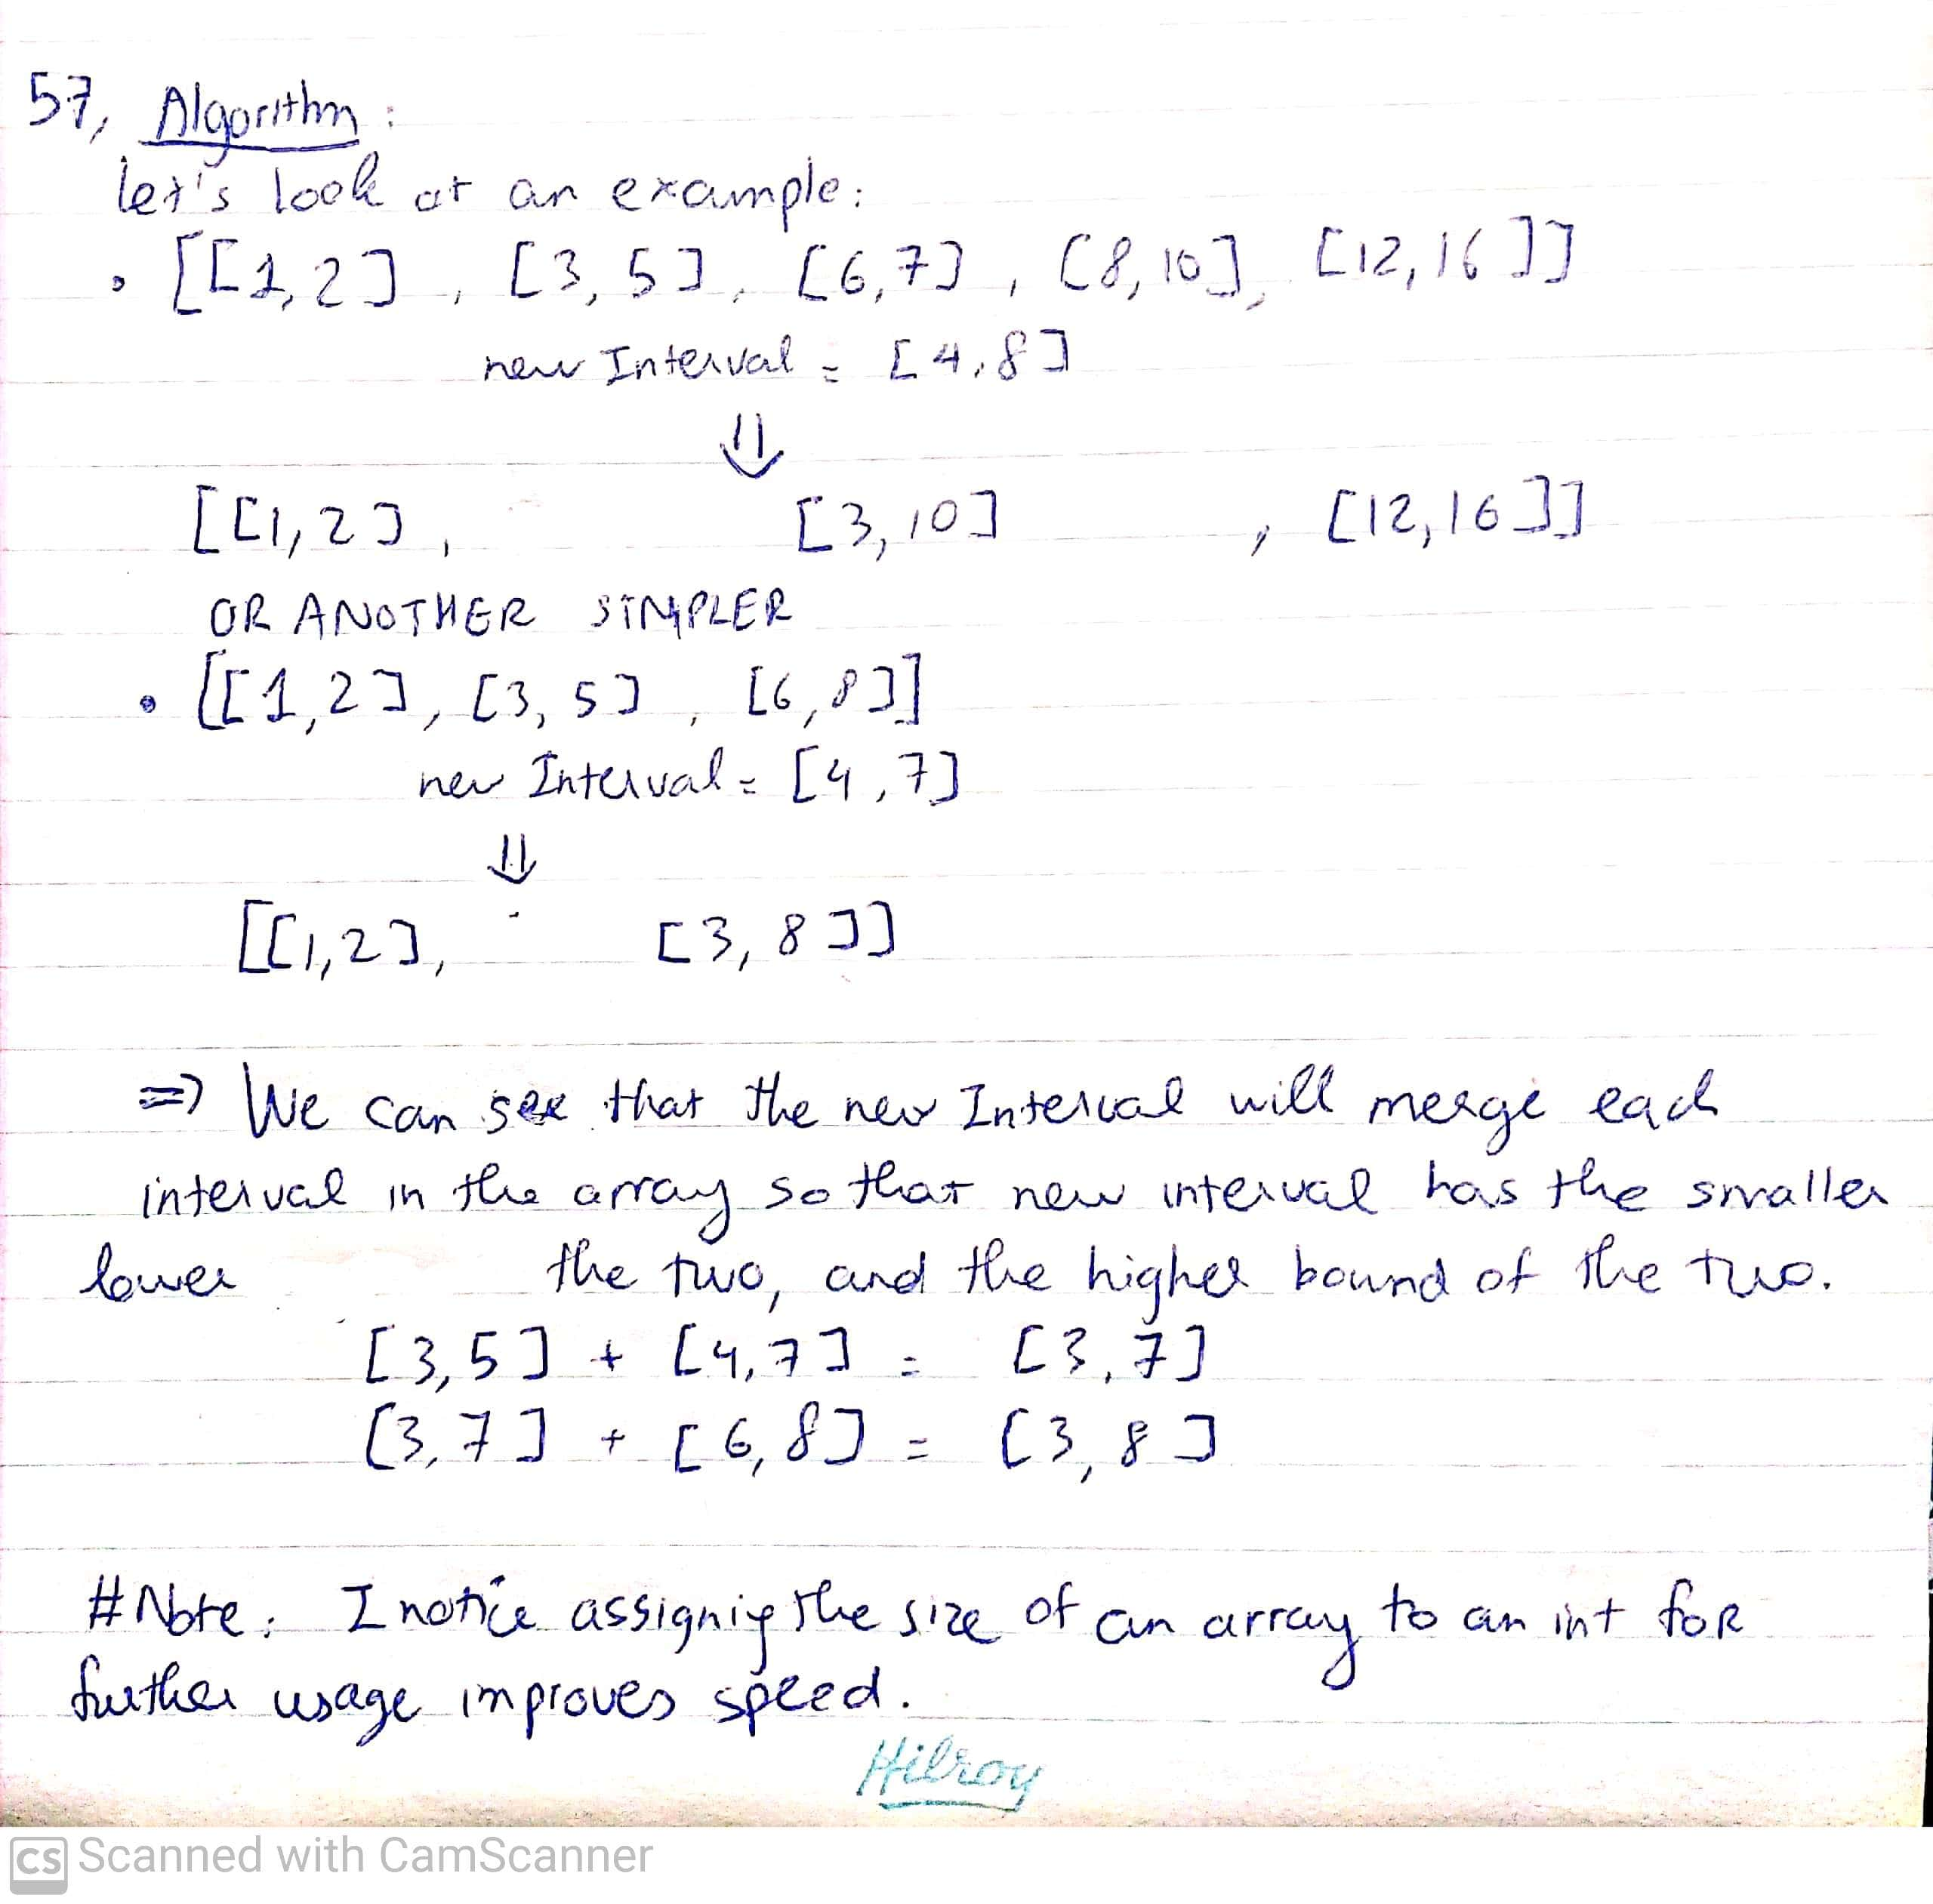 57, Algorithm :
let's look at an example:
• [[1,2], [3,5], [6,7], [8,10], [12,16]]
new Interval = [4,8]
⇓
[[1,2], [3,10] , [12,16]]
OR ANOTHER SIMPLER
• [[1,2], [3,5], [6,8]]
new Interval = [4,7]
⇓
[[1,2], [3,8]]
=> We can see that the new Interval will merge each
interval in the array so that new interval has the smaller
lower the two, and the higher bound of the two.
[3,5] + [4,7] = [3,7]
[3,7] + [6,8] = [3,8]
# Note: I notice assignig the size of an array to an int for
further usage improves speed.
Hilroy
CS Scanned with CamScanner